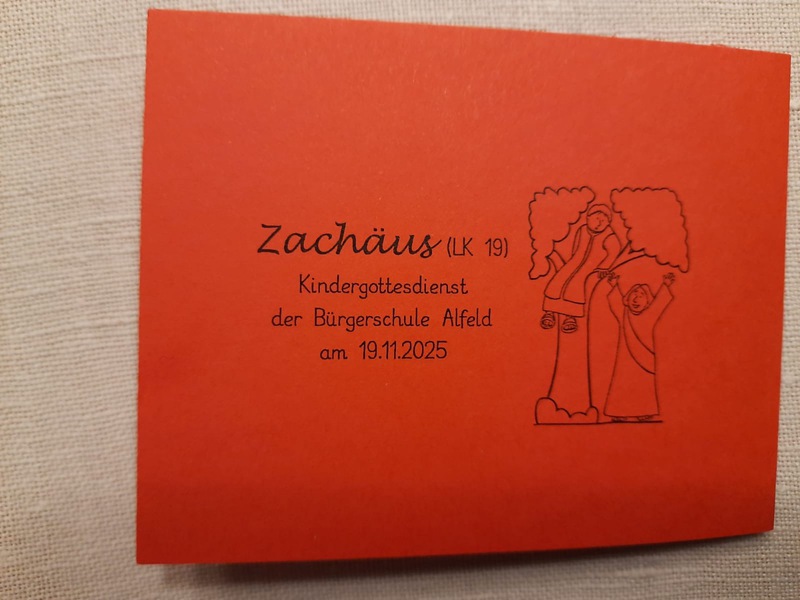 Zachäus (LK 19)
Kindergottesdienst
der Bürgerschule Alfeld
am 19.11.2025